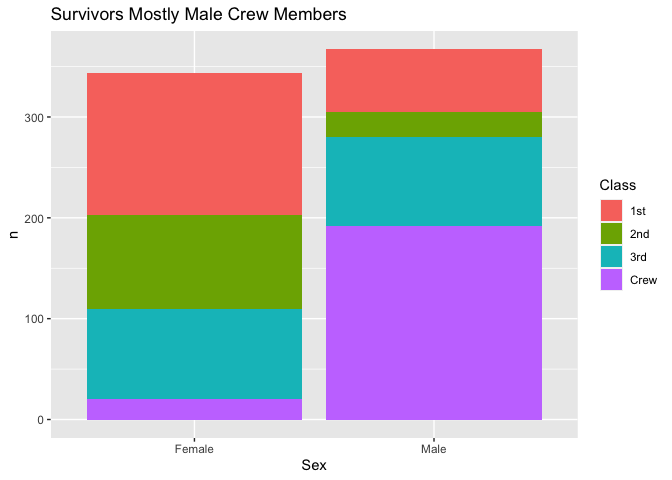 Survivors Mostly Male Crew Members
300
200
100
0
n
Female Male
Sex
Class
1st
2nd
3rd
Crew